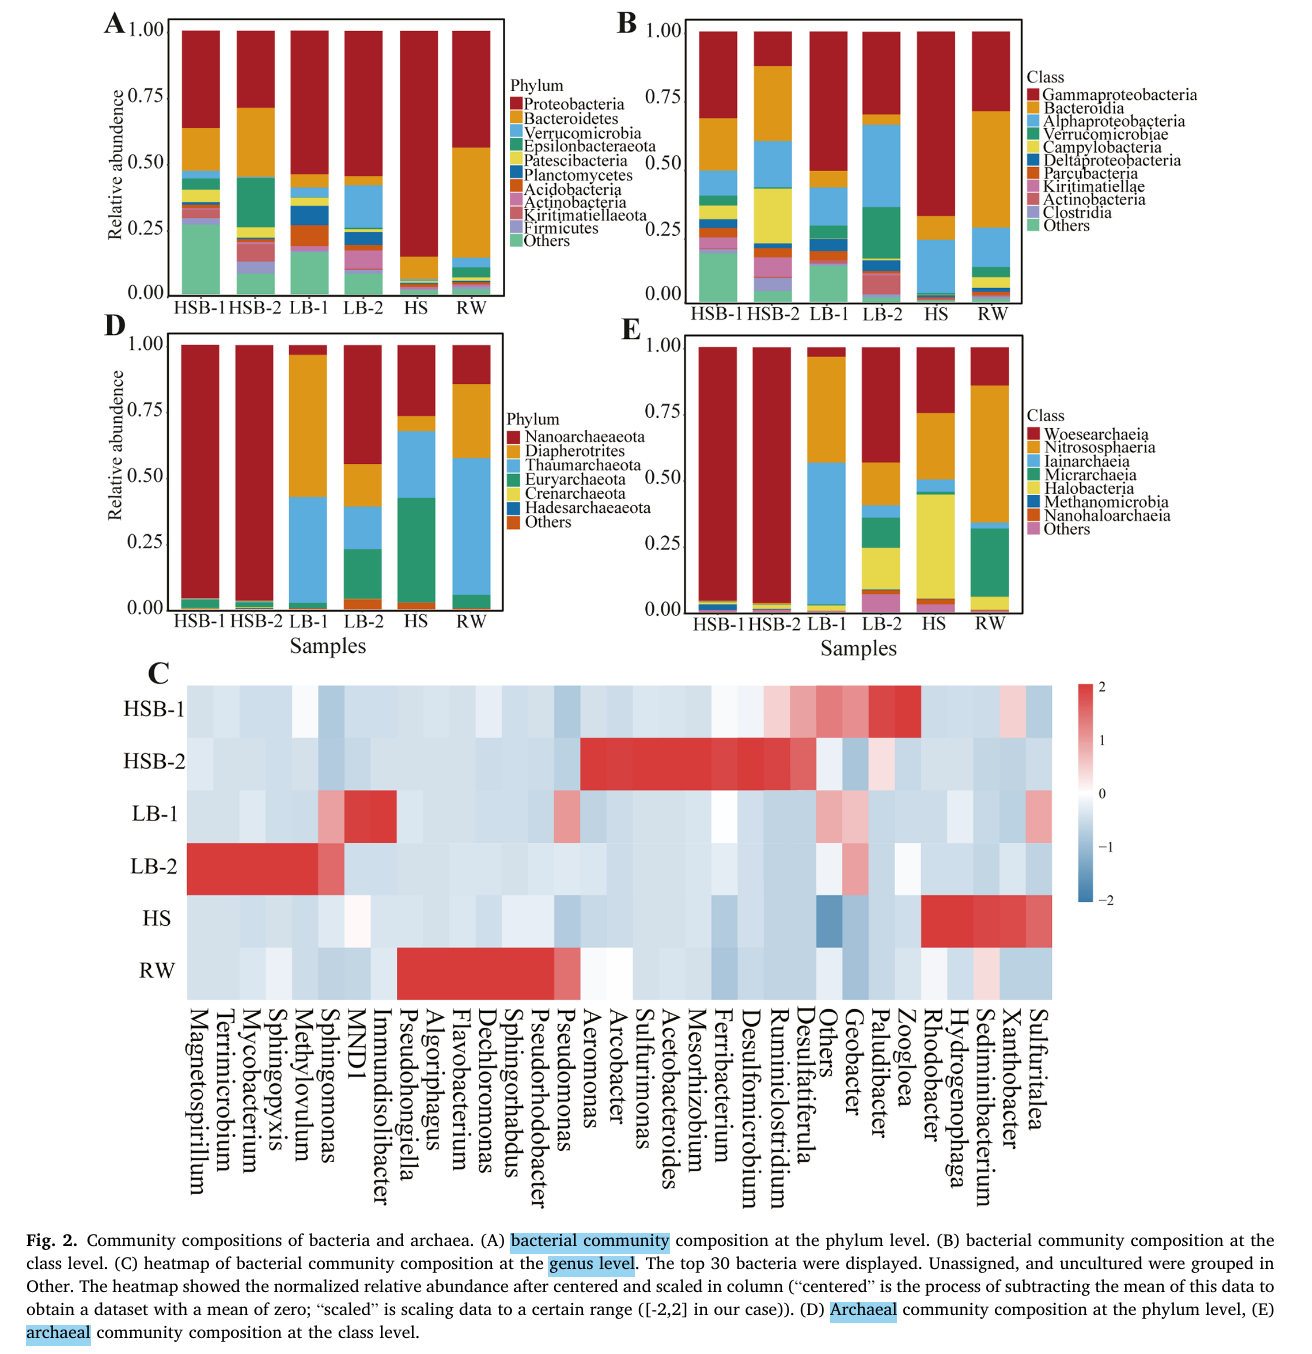 A
1.00
0.75
0.50
0.25
0.00
Relative abundance
HSB-1 HSB-2 LB-1 LB-2 HS RW
Phylum
Proteobacteria
Bacteroidetes
Verrucomicrobia
Epsilonbacteraeota
Patescibacteria
Planctomycetes
Acidobacteria
Actinobacteria
Kiritimatiellaeota
Firmicutes
Others
B
1.00
0.75
0.50
0.25
0.00
HSB-1 HSB-2 LB-1 LB-2 HS RW
Class
Gammaproteobacteria
Bacteroidia
Alphaproteobacteria
Verrucomicrobiae
Campylobacteria
Deltaproteobacteria
Parcubacteria
Kiritimatiellae
Actinobacteria
Clostridia
Others
D
1.00
0.75
0.50
0.25
0.00
Relative abundance
HSB-1 HSB-2 LB-1 LB-2 HS RW
Samples
Phylum
Nanoarchaeaeota
Diapherotrites
Thaumarchaeota
Euryarchaeota
Crenarchaeota
Hadesarchaeaeota
Others
E
1.00
0.75
0.50
0.25
0.00
HSB-1 HSB-2 LB-1 LB-2 HS RW
Samples
Class
Woesearchaeia
Nitrososphaeria
Iainarchaeia
Micrarchaeia
Halobacteria
Methanomicrobia
Nanohaloarchaeia
Others
C
HSB-1
HSB-2
LB-1
LB-2
HS
RW
2
1
0
−1
−2
Magnetospirillum
Terrimicrobium
Mycobacterium
Sphingopyxis
Methylovulum
Sphingomonas
MND1
Immundisolibacter
Pseudohongiella
Algoriphagus
Flavobacterium
Dechloromonas
Sphingorhabdus
Pseudorhodobacter
Pseudomonas
Aeromonas
Arcobacter
Sulfurimonas
Acetobacteroides
Mesorhizobium
Ferribacterium
Desulfomicrobium
Ruminiclostridium
Desulfatiferula
Others
Geobacter
Paludibacter
Zoogloea
Rhodobacter
Hydrogenophaga
Sediminibacterium
Xanthobacter
Sulfuritalea
Fig. 2. Community compositions of bacteria and archaea. (A) bacterial community composition at the phylum level. (B) bacterial community composition at the
class level. (C) heatmap of bacterial community composition at the genus level. The top 30 bacteria were displayed. Unassigned, and uncultured were grouped in
Other. The heatmap showed the normalized relative abundance after centered and scaled in column (“centered” is the process of subtracting the mean of this data to
obtain a dataset with a mean of zero; “scaled” is scaling data to a certain range ([-2,2] in our case)). (D) Archaeal community composition at the phylum level, (E)
archaeal community composition at the class level.